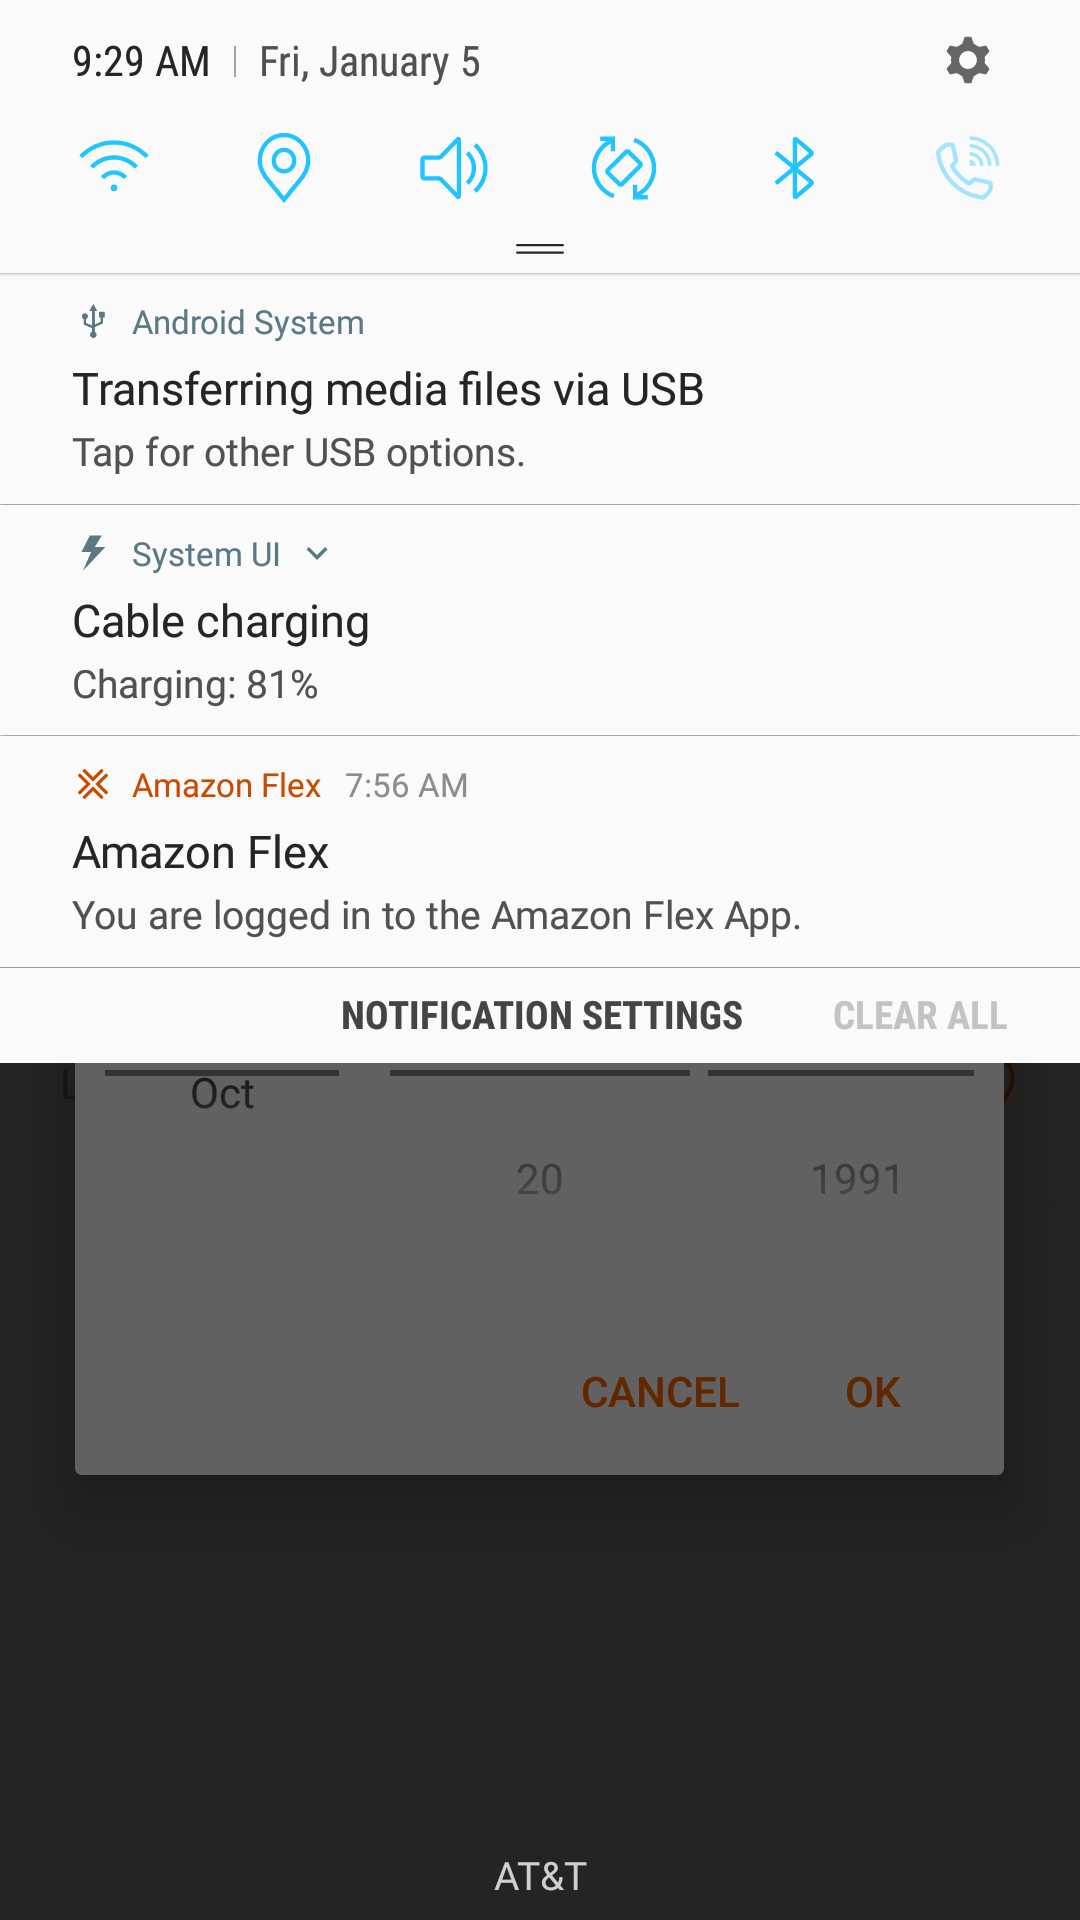 9:29 AM | Fri, January 5
Android System
Transferring media files via USB
Tap for other USB options.
System UI
Cable charging
Charging: 81%
Amazon Flex 7:56 AM
Amazon Flex
You are logged in to the Amazon Flex App.
NOTIFICATION SETTINGS CLEAR ALL
Oct
20 1991
CANCEL OK
AT&T